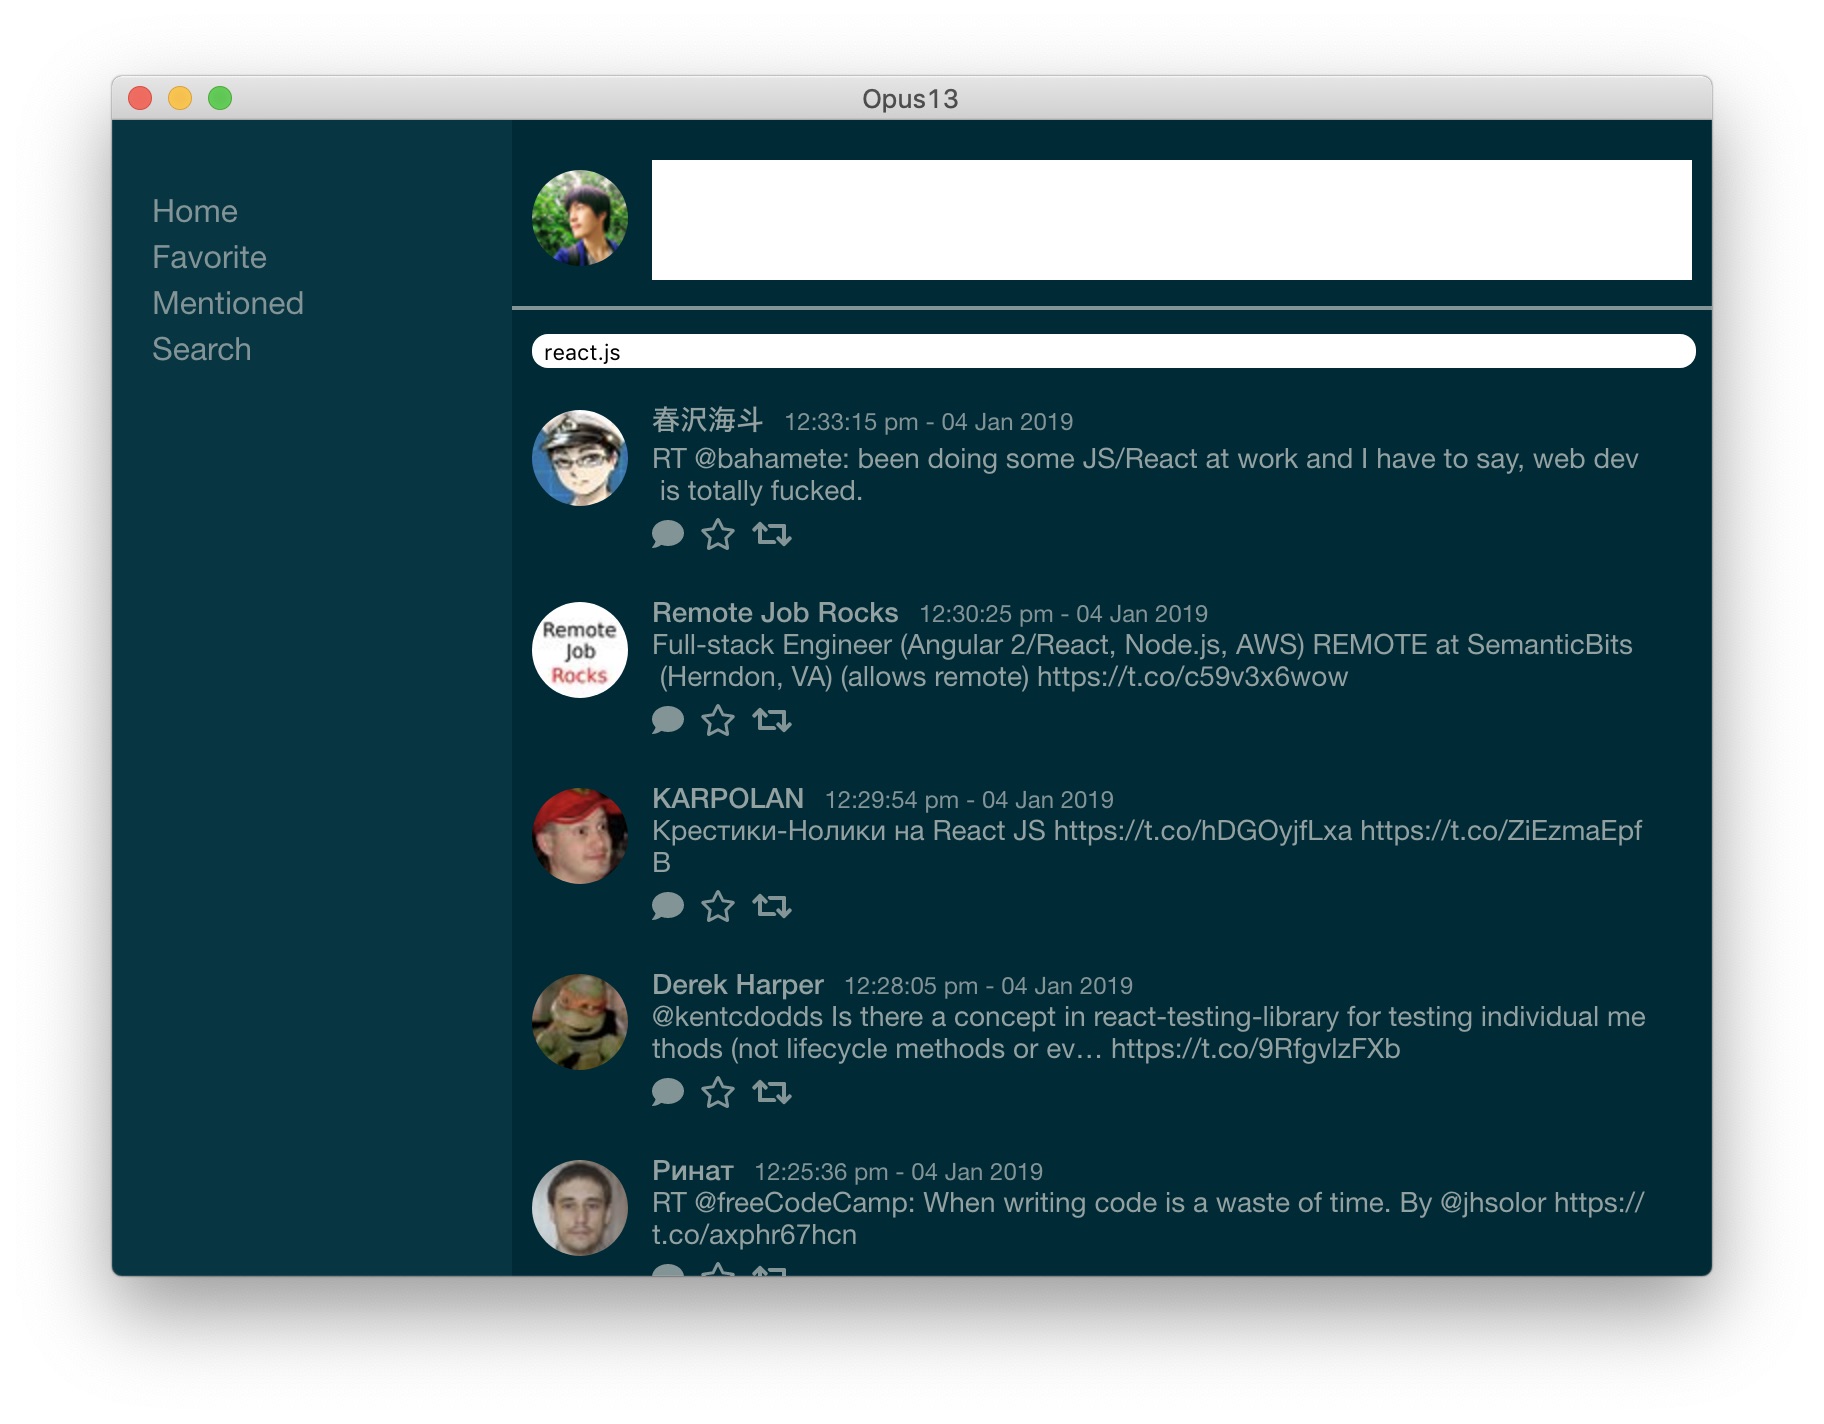 Opus13
Home
Favorite
Mentioned
Search
react.js
春沢海斗 12:33:15 pm - 04 Jan 2019
RT @bahamete: been doing some JS/React at work and I have to say, web dev
is totally fucked.
Remote
Job
Rocks
Remote Job Rocks 12:30:25 pm - 04 Jan 2019
Full-stack Engineer (Angular 2/React, Node.js, AWS) REMOTE at SemanticBits
(Herndon, VA) (allows remote) https://t.co/c59v3x6wow
KARPOLAN 12:29:54 pm - 04 Jan 2019
Крестики-Нолики на React JS https://t.co/hDGOyjfLxa https://t.co/ZiEzmaEpf
B
Derek Harper 12:28:05 pm - 04 Jan 2019
@kentcdodds Is there a concept in react-testing-library for testing individual me
thods (not lifecycle methods or ev… https://t.co/9RfgvlzFXb
Ринат 12:25:36 pm - 04 Jan 2019
RT @freeCodeCamp: When writing code is a waste of time. By @jhsolor https://
t.co/axphr67hcn